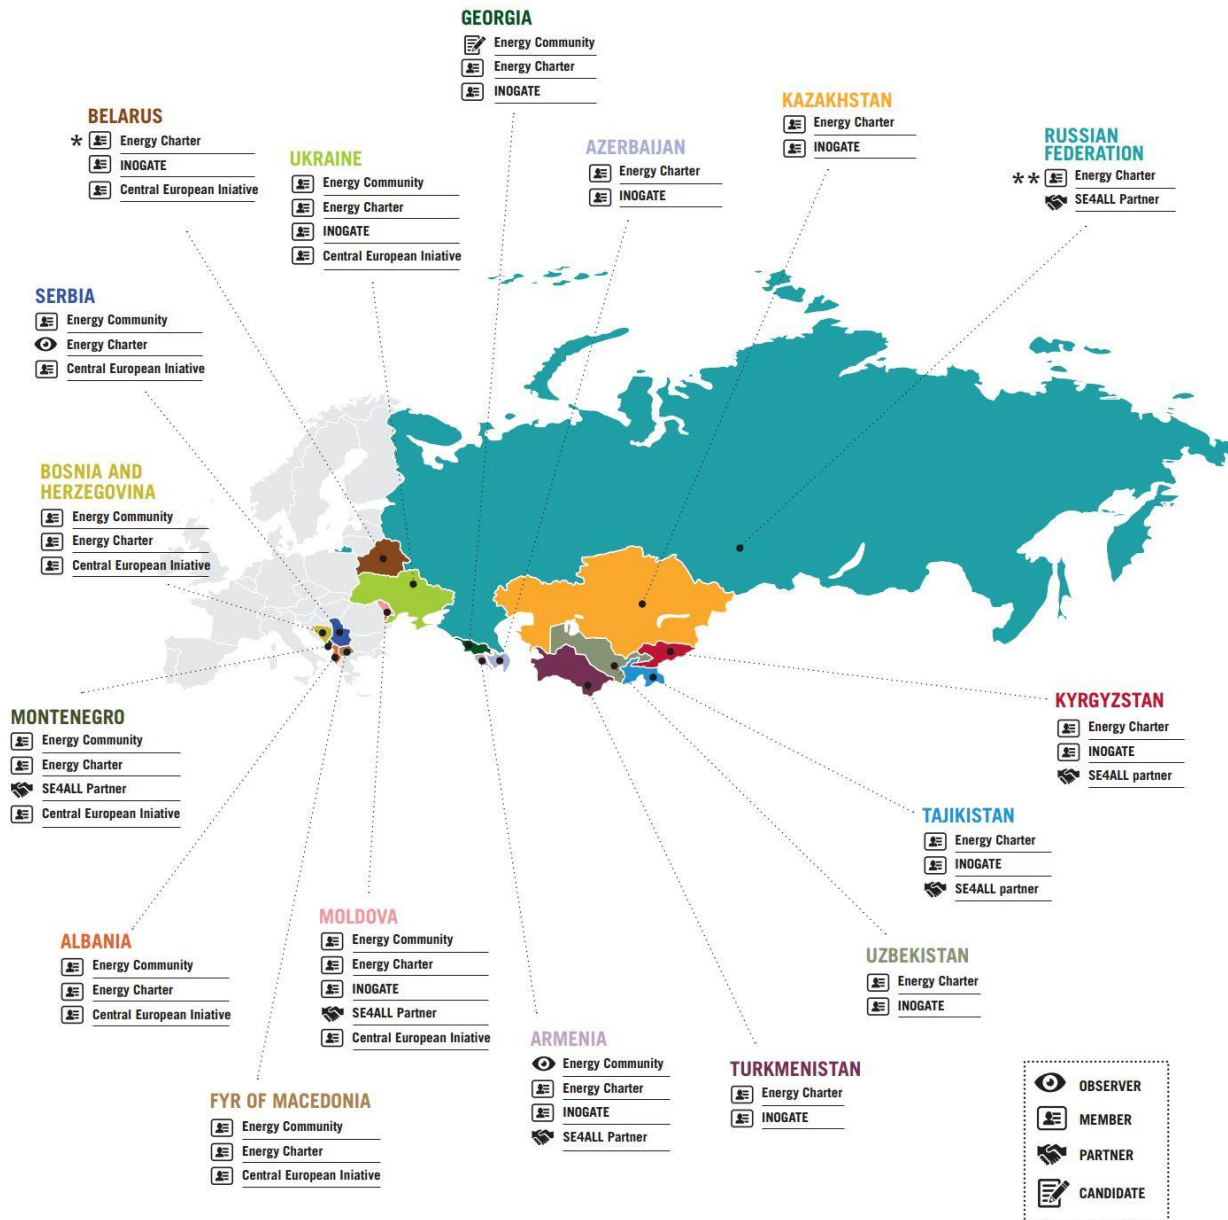 GEORGIA
Energy Community
Energy Charter
INOGATE
BELARUS
* Energy Charter
INOGATE
Central European Iniative
UKRAINE
Energy Community
Energy Charter
INOGATE
Central European Iniative
AZERBAIJAN
Energy Charter
INOGATE
KAZAKHSTAN
Energy Charter
INOGATE
RUSSIAN
FEDERATION
** Energy Charter
SE4ALL Partner
SERBIA
Energy Community
Energy Charter
Central European Iniative
BOSNIA AND
HERZEGOVINA
Energy Community
Energy Charter
Central European Iniative
MONTENEGRO
Energy Community
Energy Charter
SE4ALL Partner
Central European Iniative
KYRGYZSTAN
Energy Charter
INOGATE
SE4ALL partner
TAJIKISTAN
Energy Charter
INOGATE
SE4ALL partner
ALBANIA
Energy Community
Energy Charter
Central European Iniative
MOLDOVA
Energy Community
Energy Charter
INOGATE
SE4ALL Partner
Central European Iniative
UZBEKISTAN
Energy Charter
INOGATE
ARMENIA
Energy Community
Energy Charter
INOGATE
SE4ALL Partner
TURKMENISTAN
Energy Charter
INOGATE
FYR OF MACEDONIA
Energy Community
Energy Charter
Central European Iniative
OBSERVER
MEMBER
PARTNER
CANDIDATE